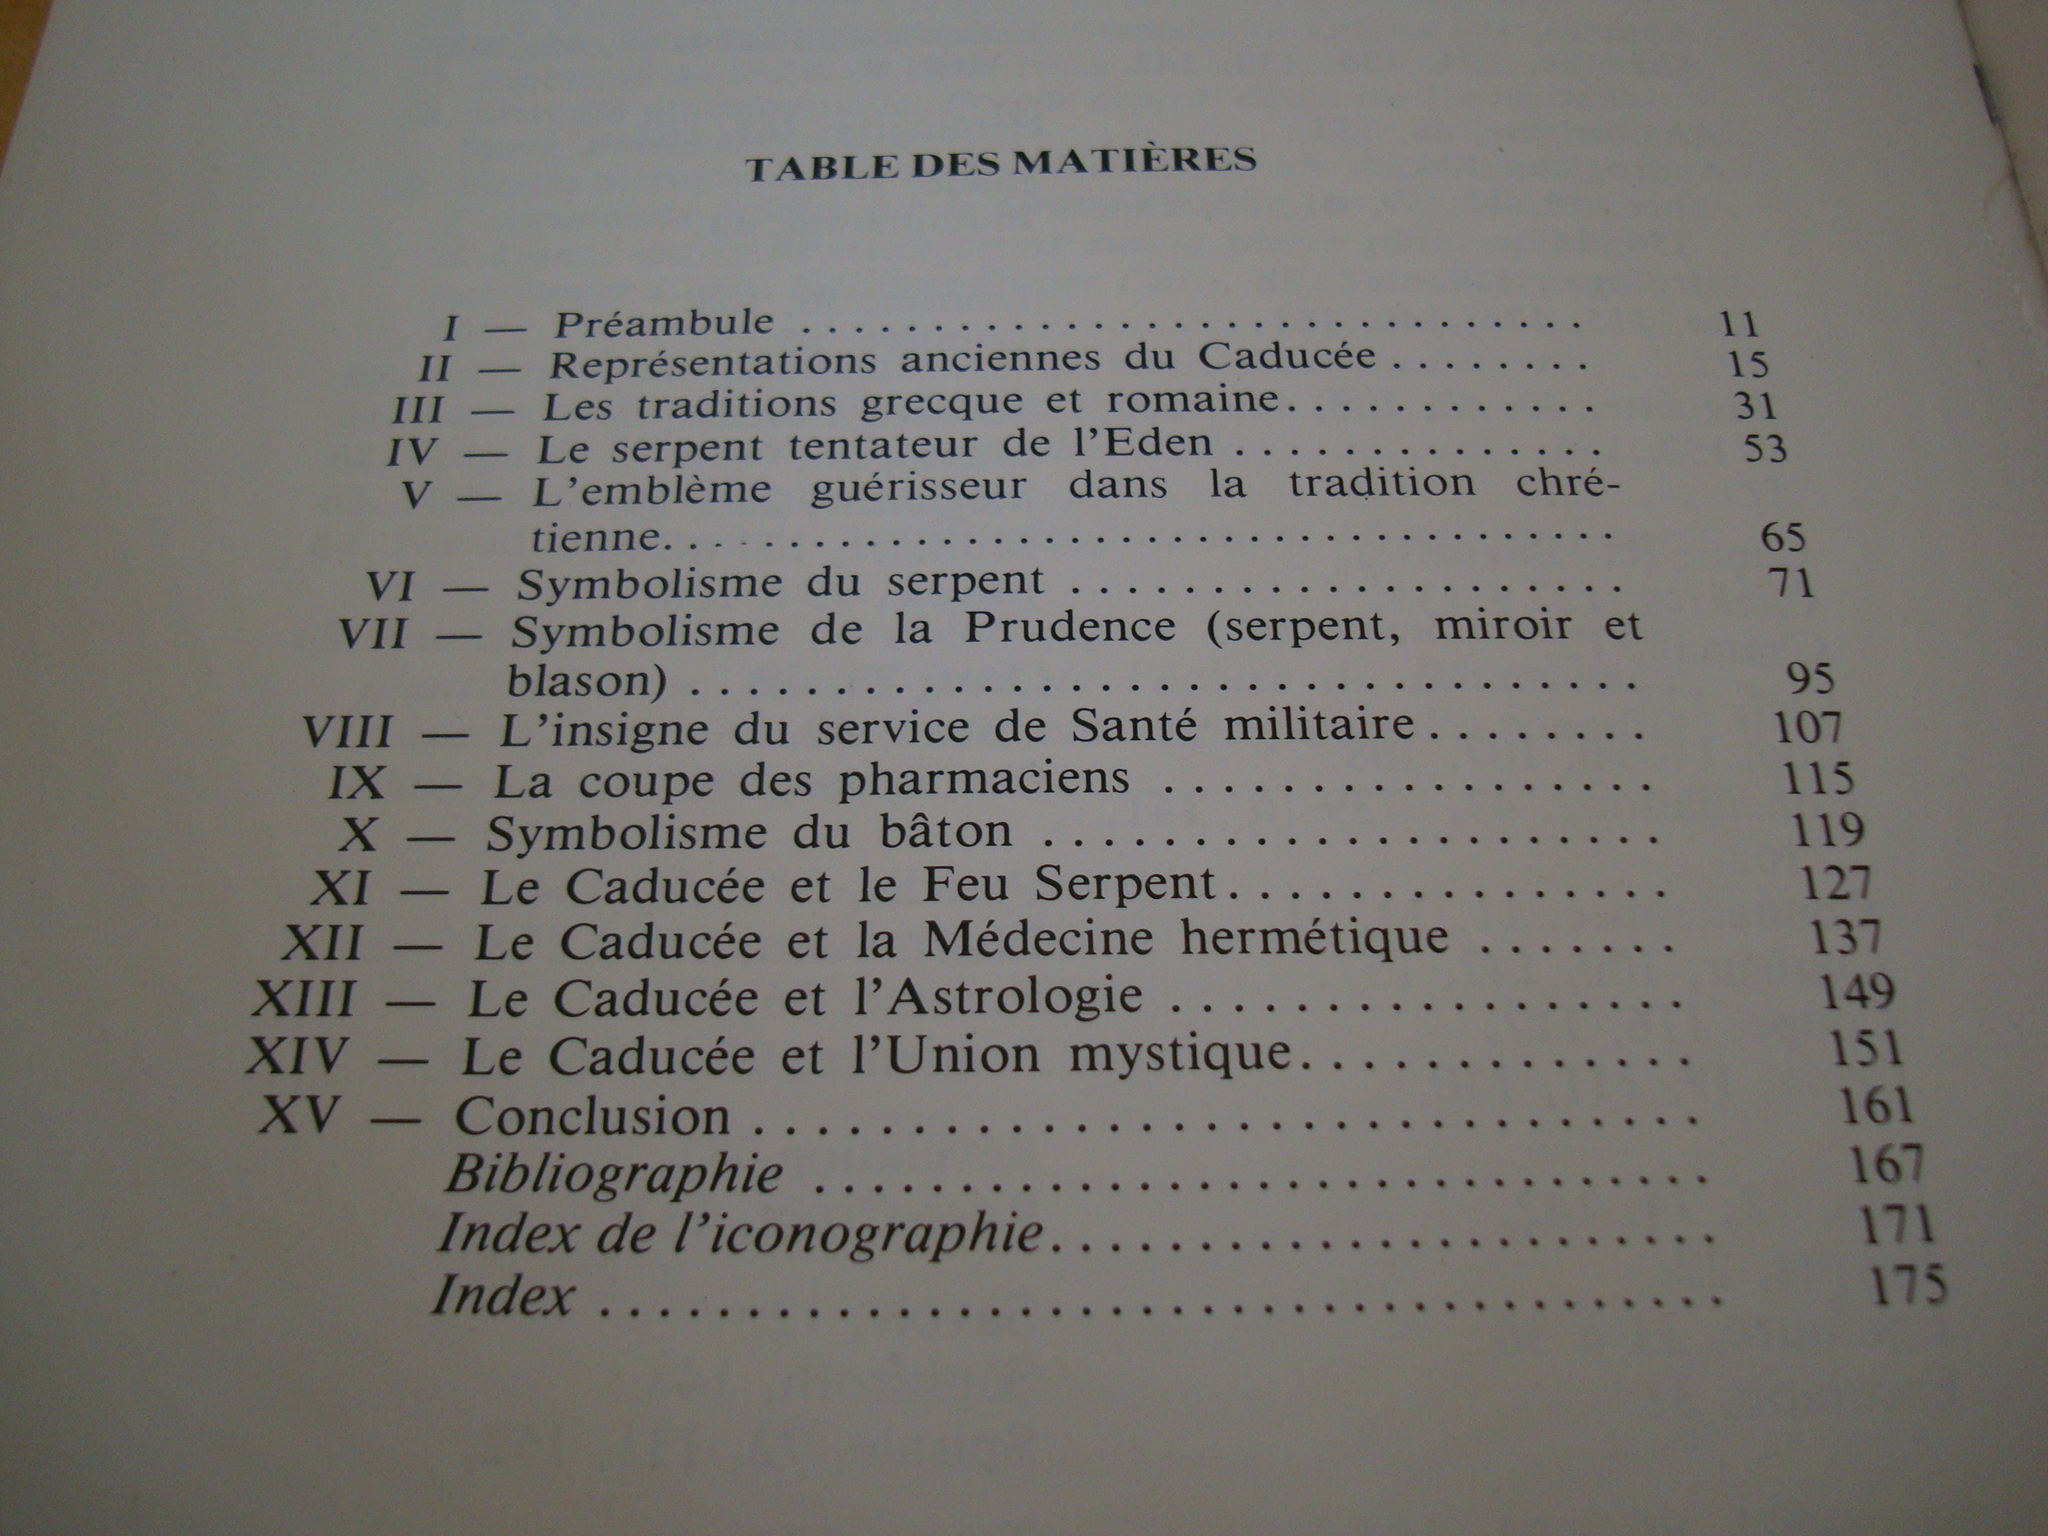 TABLE DES MATIÈRES
I — Préambule .............................. 11
II — Représentations anciennes du Caducée ........ 15
III — Les traditions grecque et romaine............ 31
IV — Le serpent tentateur de l'Eden .............. 53
V — L'emblème guérisseur dans la tradition chré-
tienne.................................... 65
VI — Symbolisme du serpent ..................... 71
VII — Symbolisme de la Prudence (serpent, miroir et
blason) ................................. 95
VIII — L'insigne du service de Santé militaire........ 107
IX — La coupe des pharmaciens ................. 115
X — Symbolisme du bâton ..................... 119
XI — Le Caducée et le Feu Serpent................ 127
XII — Le Caducée et la Médecine hermétique ....... 137
XIII — Le Caducée et l'Astrologie .................. 149
XIV — Le Caducée et l'Union mystique.............. 151
XV — Conclusion .............................. 161
Bibliographie ............................... 167
Index de l'iconographie....................... 171
Index ...................................... 175